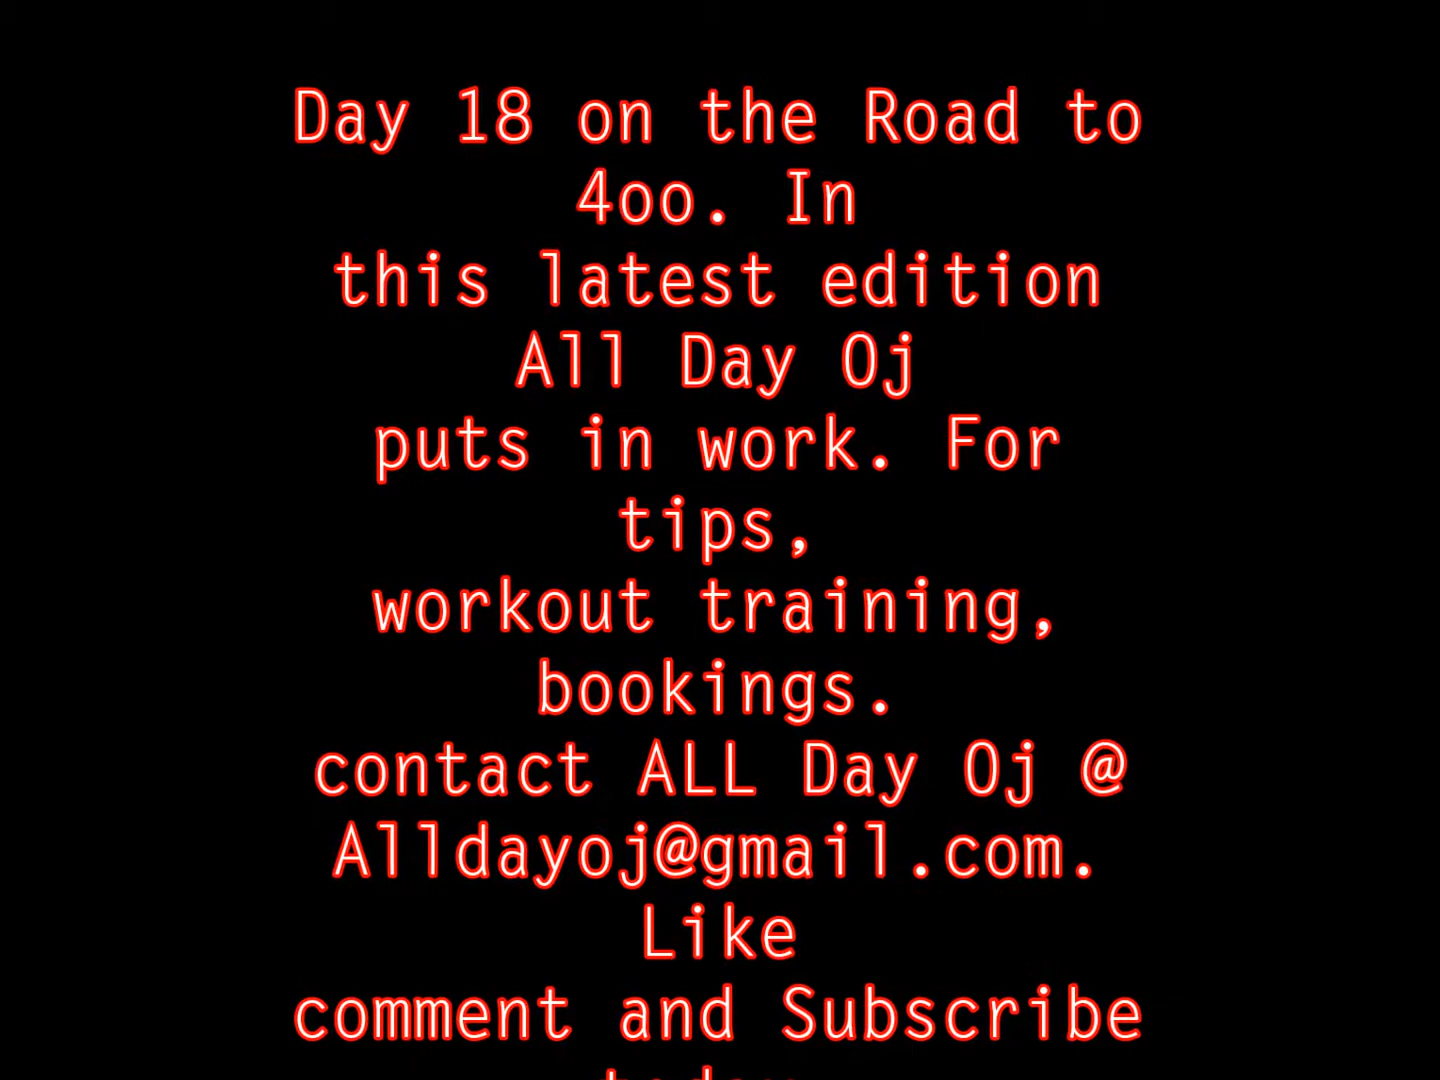 Day 18 on the Road to
4oo. In
this latest edition
All Day Oj
puts in work. For
tips,
workout training,
bookings.
contact ALL Day Oj @
Alldayoj@gmail.com.
Like
comment and Subscribe